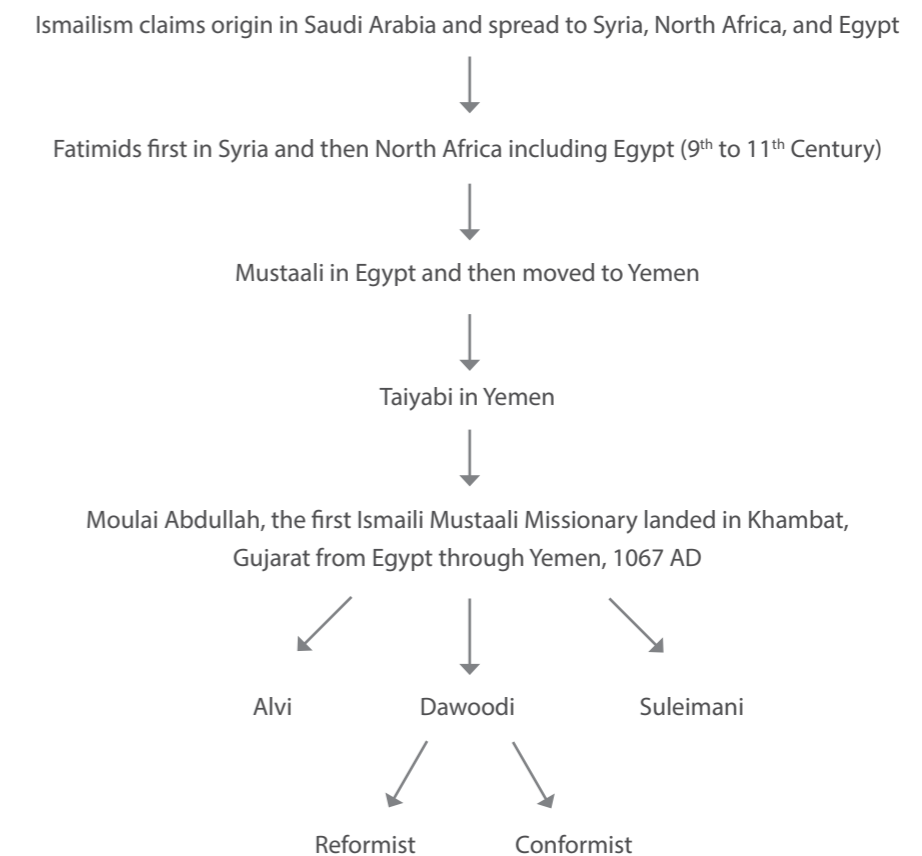 Ismailism claims origin in Saudi Arabia and spread to Syria, North Africa, and Egypt
Fatimids first in Syria and then North Africa including Egypt (9th to 11th Century)
Mustaali in Egypt and then moved to Yemen
Taiyabi in Yemen
Moulai Abdullah, the first Ismaili Mustaali Missionary landed in Khambat,
Gujarat from Egypt through Yemen, 1067 AD
Alvi Dawoodi Suleimani
Reformist Conformist